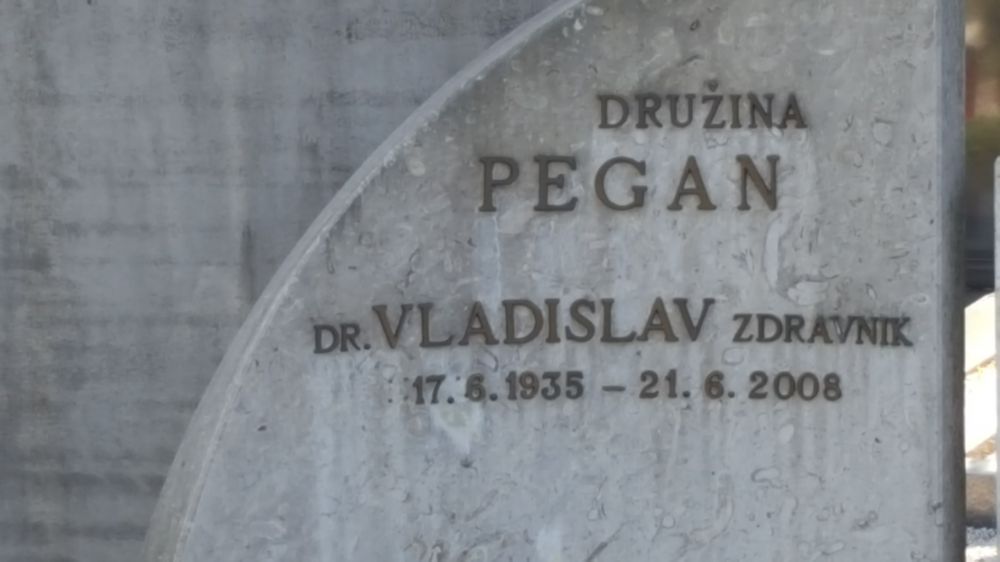 DRUŽINA
PEGAN
DR. VLADISLAV ZDRAVNIK
17. 6. 1935 – 21. 6. 2008